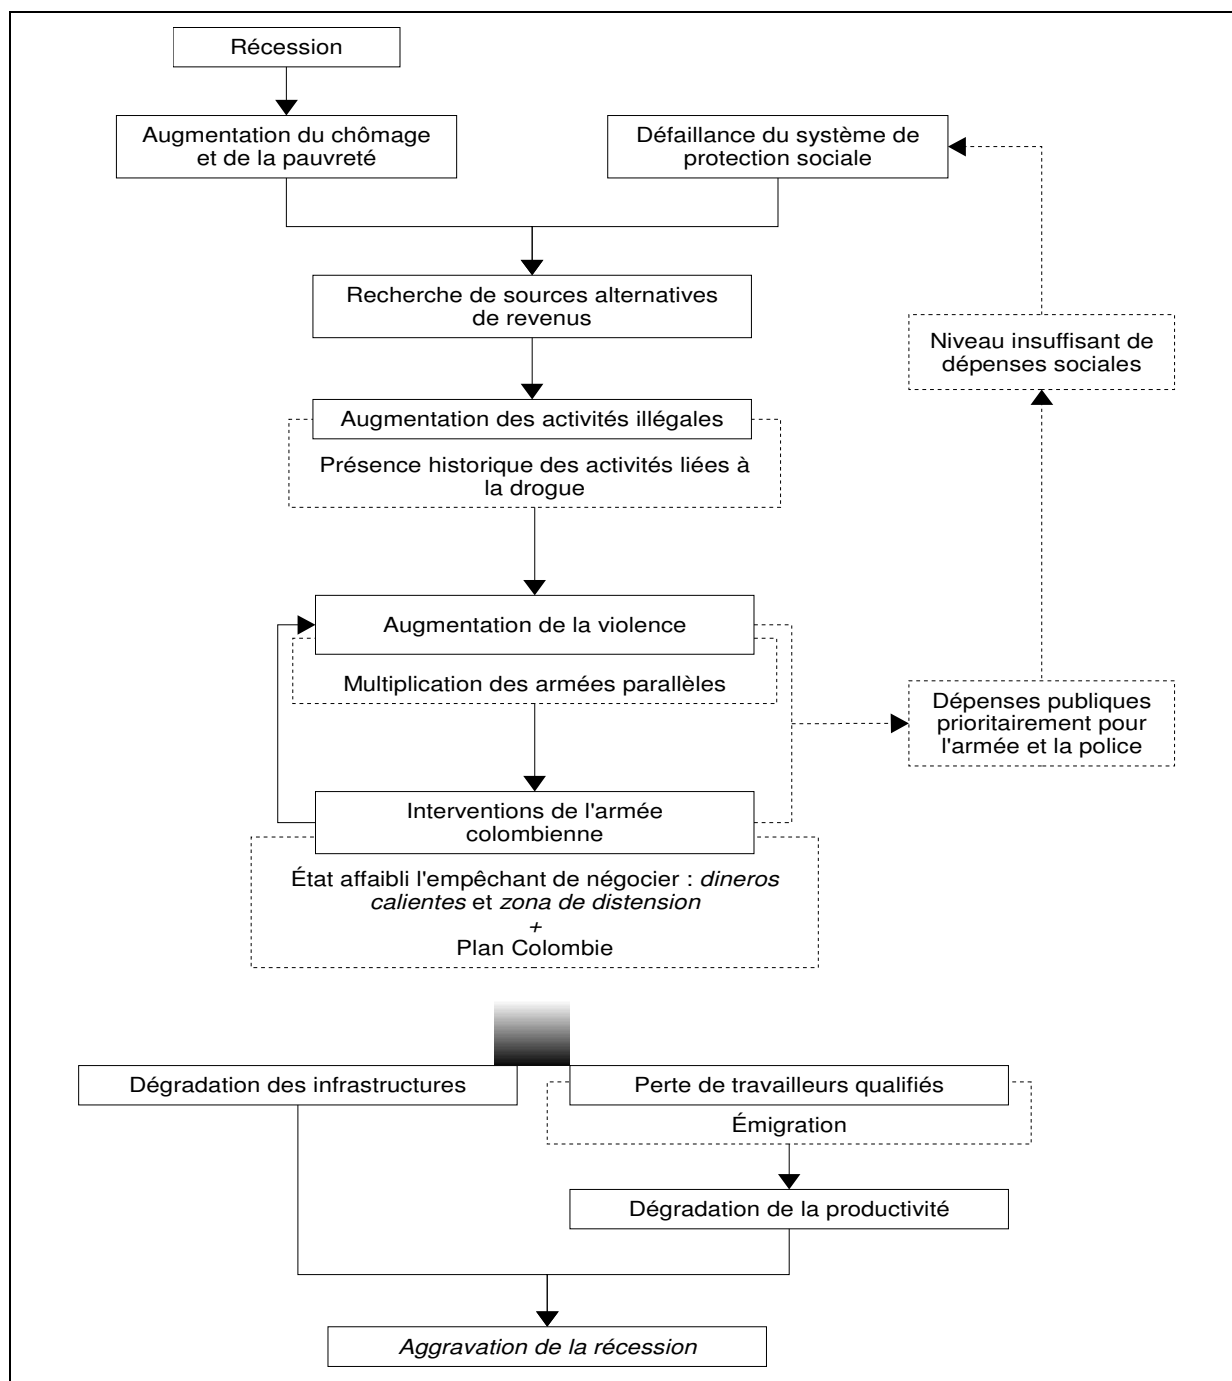 Récession
Augmentation du chômage
et de la pauvreté
Défaillance du système de
protection sociale
Recherche de sources alternatives
de revenus
Niveau insuffisant de
dépenses sociales
Augmentation des activités illégales
Présence historique des activités liées à
la drogue
Augmentation de la violence
Multiplication des armées parallèles
Dépenses publiques
prioritairement pour
l'armée et la police
Interventions de l'armée
colombienne
État affaibli l'empêchant de négocier : dineros
calientes et zona de distension
+
Plan Colombie
Dégradation des infrastructures
Perte de travailleurs qualifiés
Émigration
Dégradation de la productivité
Aggravation de la récession